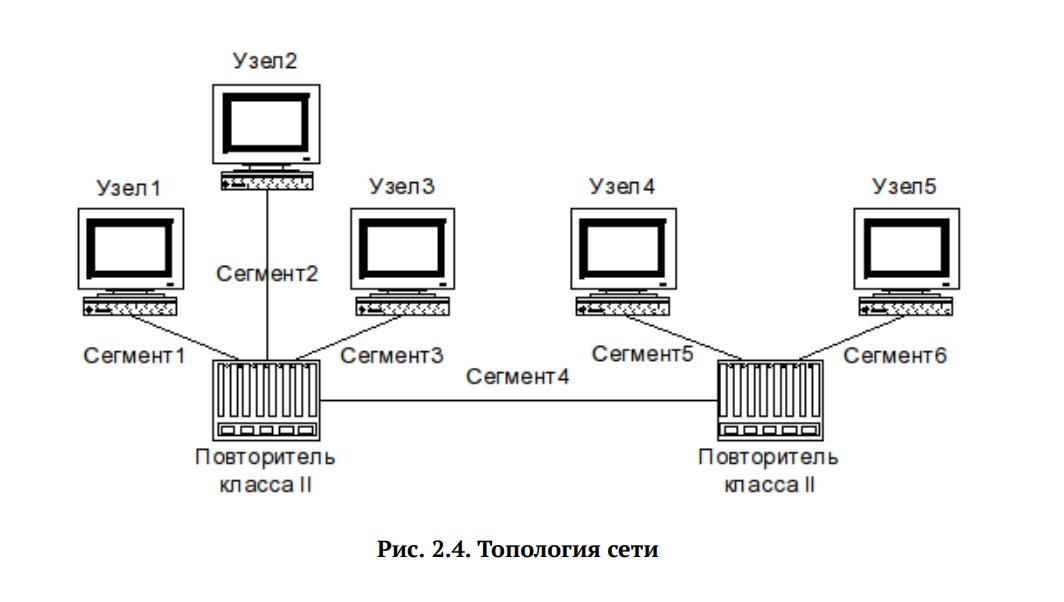 Узел2
Узел1
Узел3
Узел4
Узел5
Сегмент2
Сегмент1
Сегмент3
Сегмент5
Сегмент6
Сегмент4
Повторитель
класса II
Повторитель
класса II
Рис. 2.4. Топология сети